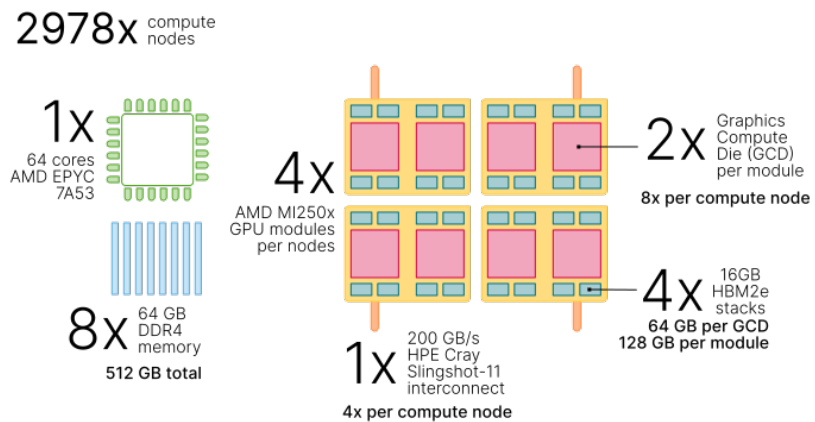 2978x compute
nodes
1x
64 cores
AMD EPYC
7A53
8x
64 GB
DDR4
memory
512 GB total
4x
AMD MI250x
GPU modules
per nodes
1x
200 GB/s
HPE Cray
Slingshot-11
interconnect
4x per compute node
2x
Graphics
Compute
Die (GCD)
per module
8x per compute node
4x
16GB
HBM2e
stacks
64 GB per GCD
128 GB per module